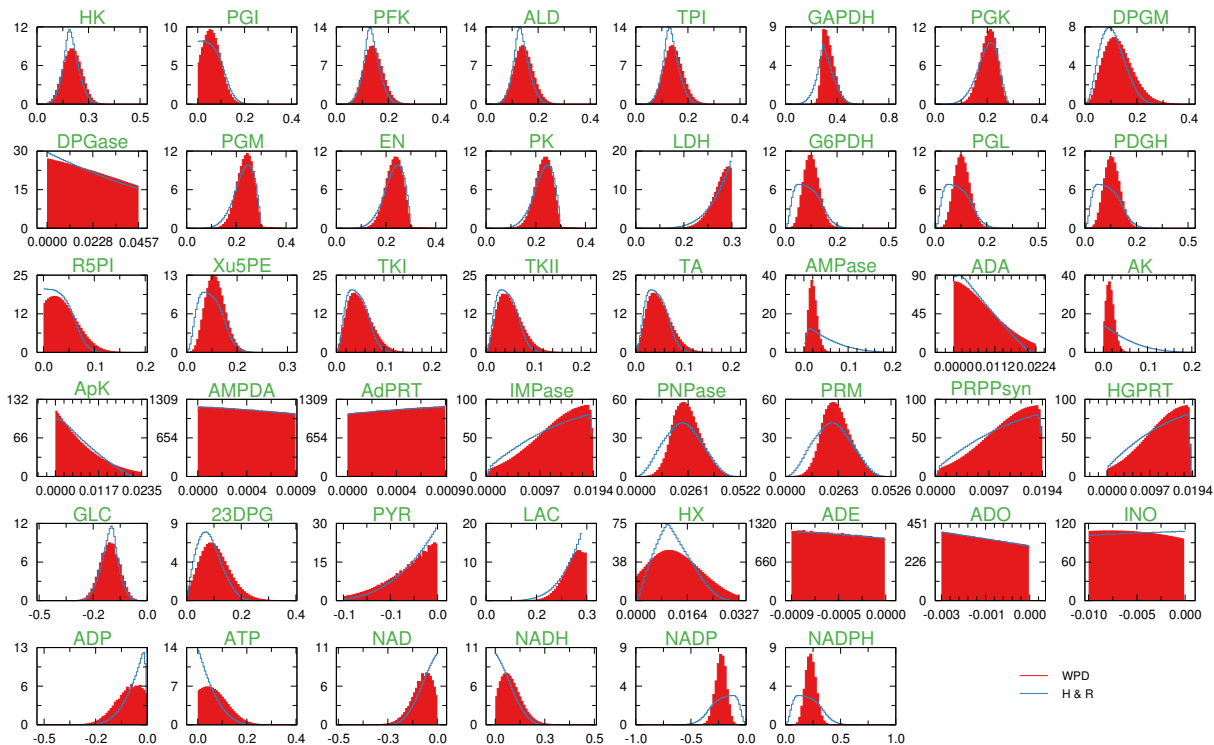 HK PGI PFK ALD TPI GAPDH PGK DPGM
12 10 14 14 14 9 12 8
6 5 7 7 7 4 6 4
0 0 0 0 0 0 0 0
0.0 0.3 0.5 0.0 0.2 0.4 0.0 0.2 0.4 0.0 0.2 0.4 0.0 0.2 0.4 0.0 0.4 0.8 0.0 0.2 0.4 0.0 0.2 0.4
DPGase PGM EN PK LDH G6PDH PGL PDGH
30 12 12 12 20 12 12 12
15 6 6 6 10 6 6 6
0 0 0 0 0 0 0 0
0.0000 0.0228 0.0457 0.0 0.2 0.4 0.0 0.2 0.4 0.0 0.2 0.4 0.0 0.2 0.3 0.0 0.2 0.5 0.0 0.2 0.5 0.0 0.2 0.5
R5PI Xu5PE TKI TKII TA AMPase ADA AK
25 13 25 25 25 40 90 40
12 6 12 12 12 20 45 20
0 0 0 0 0 0 0 0
0.0 0.1 0.2 0.0 0.2 0.3 0.0 0.1 0.2 0.0 0.1 0.2 0.0 0.1 0.2 0.0 0.1 0.2 0.0000 0.0112 0.0224 0.0 0.1 0.2
ApK AMPDA AdPRT IMPase PNPase PRM PRPPsyn HGPRT
132 1309 1309 100 60 60 100 100
66 654 654 50 30 30 50 50
0 0 0 0 0 0 0 0
0.0000 0.0117 0.0235 0.0000 0.0004 0.0009 0.0000 0.0004 0.0009 0.0000 0.0097 0.0194 0.0000 0.0261 0.0522 0.0000 0.0263 0.0526 0.0000 0.0097 0.0194 0.0000 0.0097 0.0194
GLC 23DPG PYR LAC HX ADE ADO INO
12 9 30 25 75 1320 451 120
6 4 15 12 38 660 226 60
0 0 0 0 0 0 0 0
-0.5 -0.2 0.0 0.0 0.2 0.4 -0.1 -0.1 0.0 0.0 0.2 0.3 0.0000 0.0164 0.0327 -0.0009 -0.0005 0.0000 -0.003 -0.002 0.000 -0.010 -0.005 0.000
ADP ATP NAD NADH NADP NADPH
13 14 11 11 9 9
6 7 6 6 4 4
0 0 0 0 0 0
-0.5 -0.2 0.0 0.0 0.2 0.4 -0.5 -0.3 0.0 0.0 0.3 0.5 -1.0 -0.5 0.0 0.0 0.5 1.0
WPD
H & R